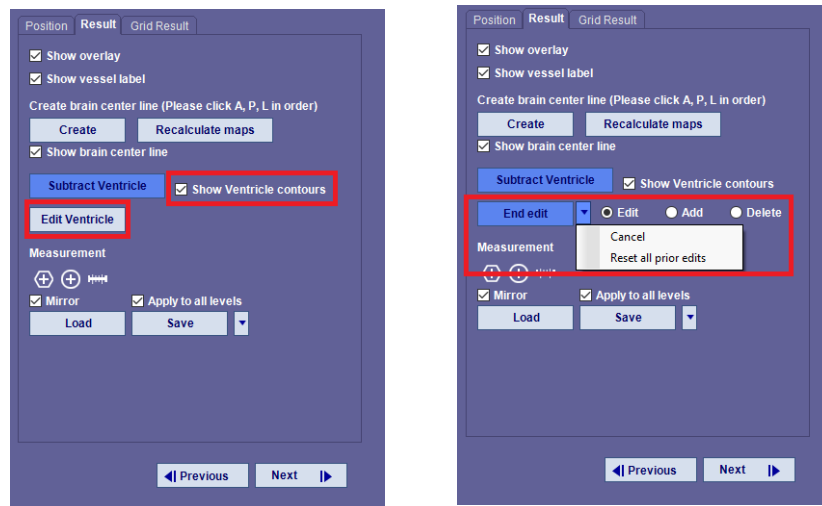 Position Result Grid Result
Show overlay
Show vessel label
Create brain center line (Please click A, P, L in order)
Create Recalculate maps
Show brain center line
Subtract Ventricle Show Ventricle contours
Edit Ventricle
Measurement
Mirror Apply to all levels
Load Save
Previous Next
Position Result Grid Result
Show overlay
Show vessel label
Create brain center line (Please click A, P, L in order)
Create Recalculate maps
Show brain center line
Subtract Ventricle Show Ventricle contours
End edit Edit Add Delete
Cancel
Measurement
Reset all prior edits
Mirror Apply to all levels
Load Save
Previous Next